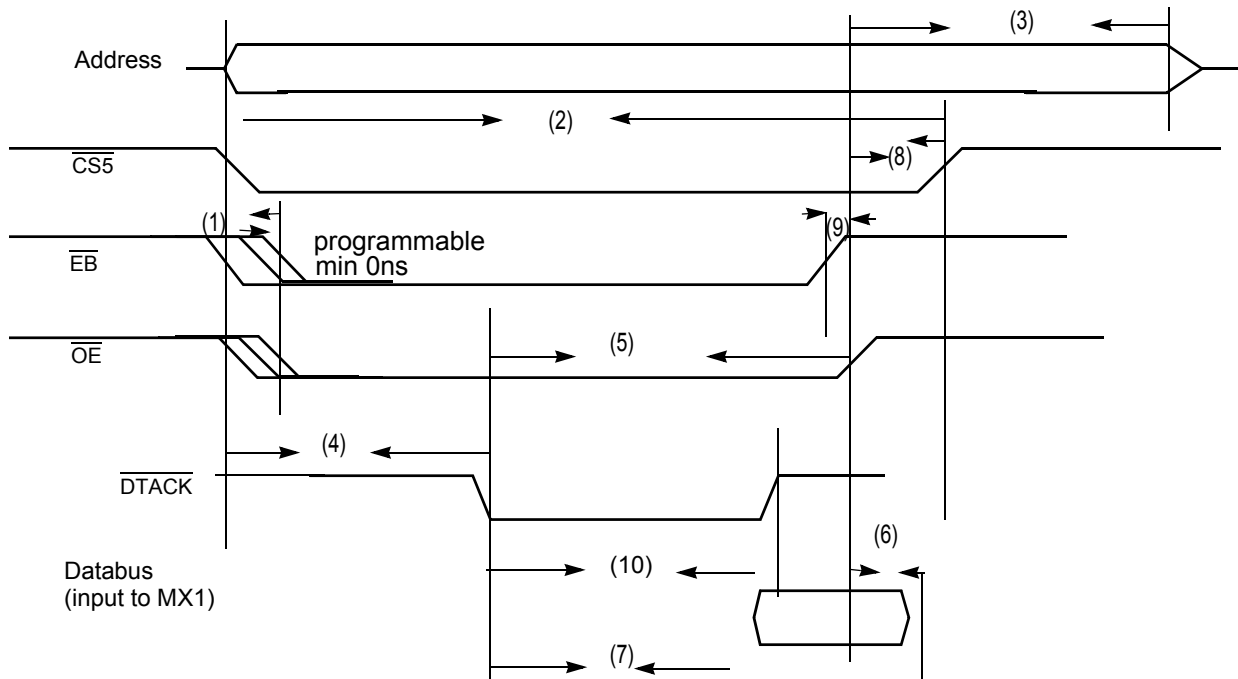 (3)
Address
(2)
CS5
(8)
(1)
(9)
programmable
min 0ns
EB
(5)
OE
(4)
DTACK
(6)
(10)
Databus
(input to MX1)
(7)